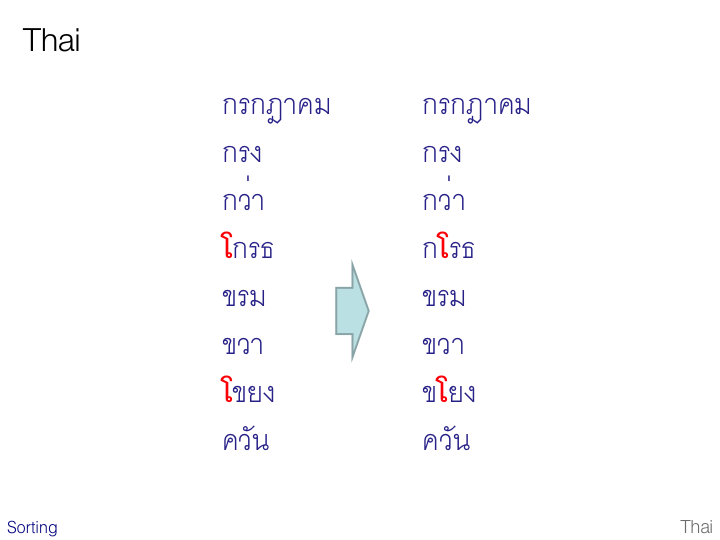 Thai
กรกฎาคม กรกฎาคม
กรง กรง
กว่า กว่า
โกรธ กโรธ
ขรม ขรม
ขวา ขวา
โขยง ขโยง
ควัน ควัน
Sorting Thai